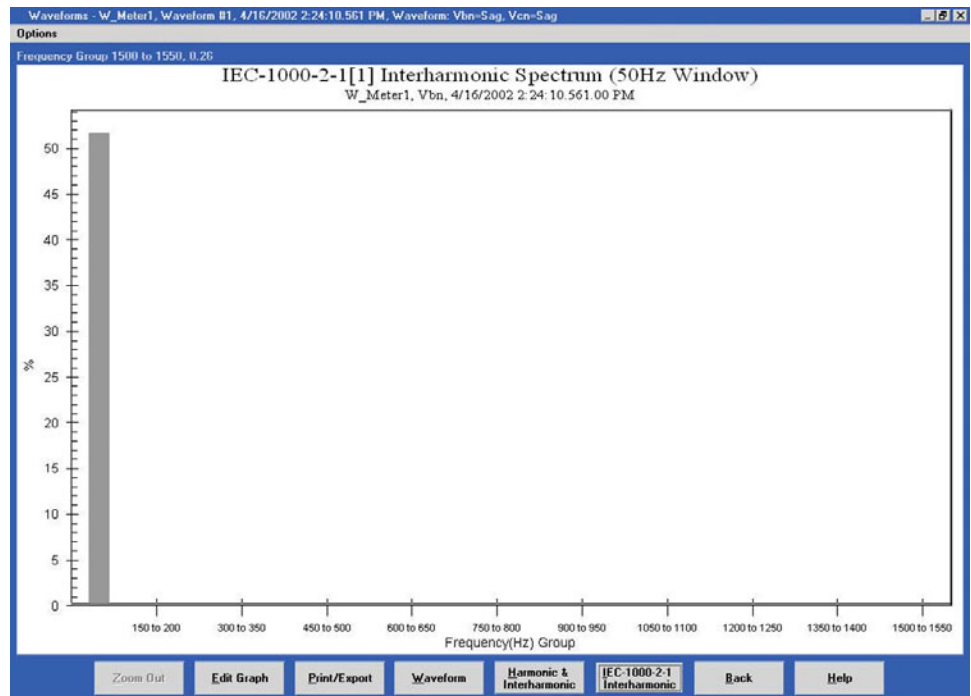 Waveforms - W_Meter1, Waveform #1, 4/16/2002 2:24:10.561 PM, Waveform: Vbn=Sag, Vcn=Sag
Options
Frequency Group 1500 to 1550, 0.26
IEC-1000-2-1[1] Interharmonic Spectrum (50Hz Window)
W_Meter1, Vbn, 4/16/2002 2:24:10.561.00 PM
50
45
40
35
30
%
25
20
15
10
5
0
150 to 200 300 to 350 450 to 500 600 to 650 750 to 800 900 to 950 1050 to 1100 1200 to 1250 1350 to 1400 1500 to 1550
Frequency(Hz) Group
Zoom Out Edit Graph Print/Export Waveform Harmonic & Interharmonic IEC-1000-2-1 Interharmonic Back Help